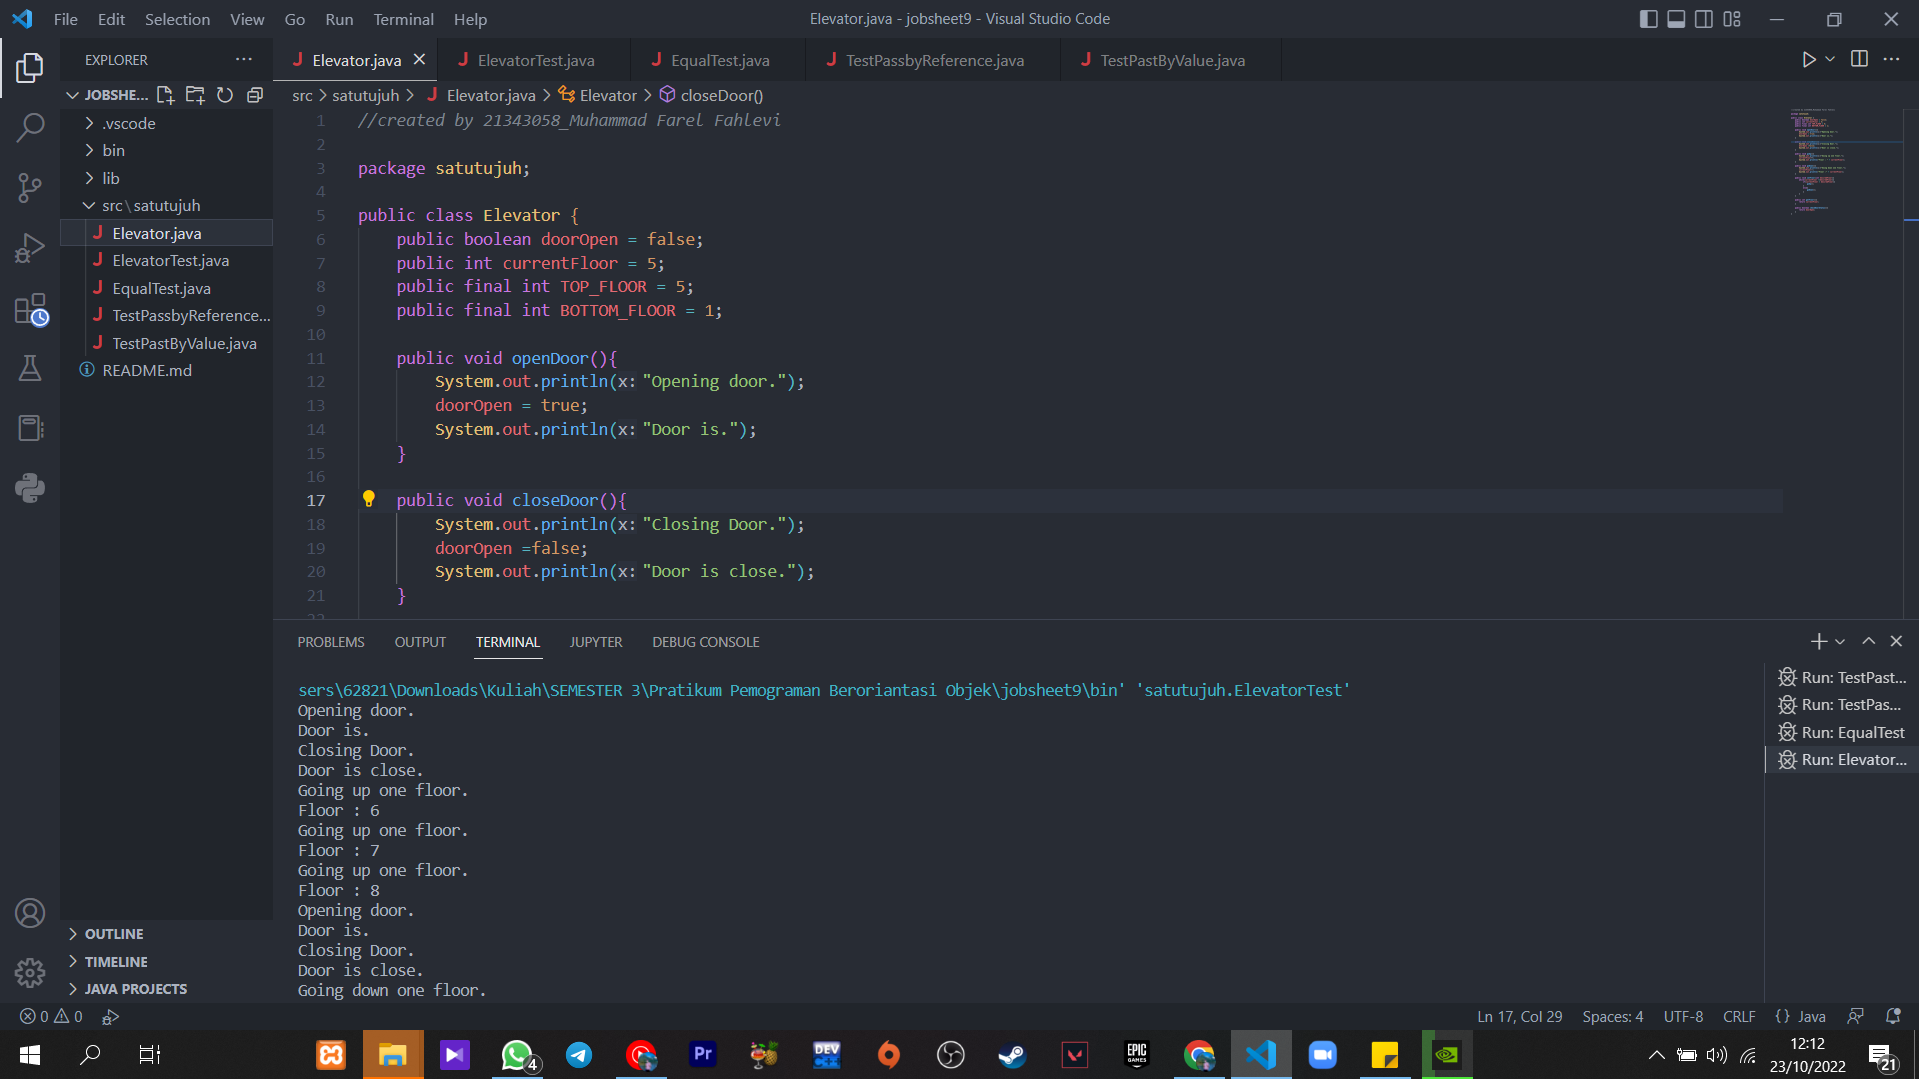 File Edit Selection View Go Run Terminal Help
Elevator.java - jobsheet9 - Visual Studio Code
EXPLORER
Elevator.java
ElevatorTest.java
EqualTest.java
TestPassbyReference.java
TestPastByValue.java
JOBSHE...
src > satutujuh > Elevator.java > Elevator > closeDoor()
.vscode
bin
lib
src\satutujuh
Elevator.java
ElevatorTest.java
EqualTest.java
TestPassbyReference...
TestPastByValue.java
README.md
1 //created by 21343058_Muhammad Farel Fahlevi
2
3 package satutujuh;
4
5 public class Elevator {
6 public boolean doorOpen = false;
7 public int currentFloor = 5;
8 public final int TOP_FLOOR = 5;
9 public final int BOTTOM_FLOOR = 1;
10
11 public void openDoor(){
12 System.out.println(x: "Opening door.");
13 doorOpen = true;
14 System.out.println(x: "Door is.");
15 }
16
17 public void closeDoor(){
18 System.out.println(x: "Closing Door.");
19 doorOpen =false;
20 System.out.println(x: "Door is close.");
21 }
22
PROBLEMS OUTPUT TERMINAL JUPYTER DEBUG CONSOLE
sers\62821\Downloads\Kuliah\SEMESTER 3\Pratikum Pemograman Beroriantasi Objek\jobsheet9\bin' 'satutujuh.ElevatorTest'
Opening door.
Door is.
Closing Door.
Door is close.
Going up one floor.
Floor : 6
Going up one floor.
Floor : 7
Going up one floor.
Floor : 8
Opening door.
Door is.
Closing Door.
Door is close.
Going down one floor.
Run: TestPast...
Run: TestPas...
Run: EqualTest
Run: Elevator...
OUTLINE
TIMELINE
JAVA PROJECTS
0 0
Ln 17, Col 29 Spaces: 4 UTF-8 CRLF {} Java
4
Pr
DEV C++
EPIC GAMES
12:12
23/10/2022
21